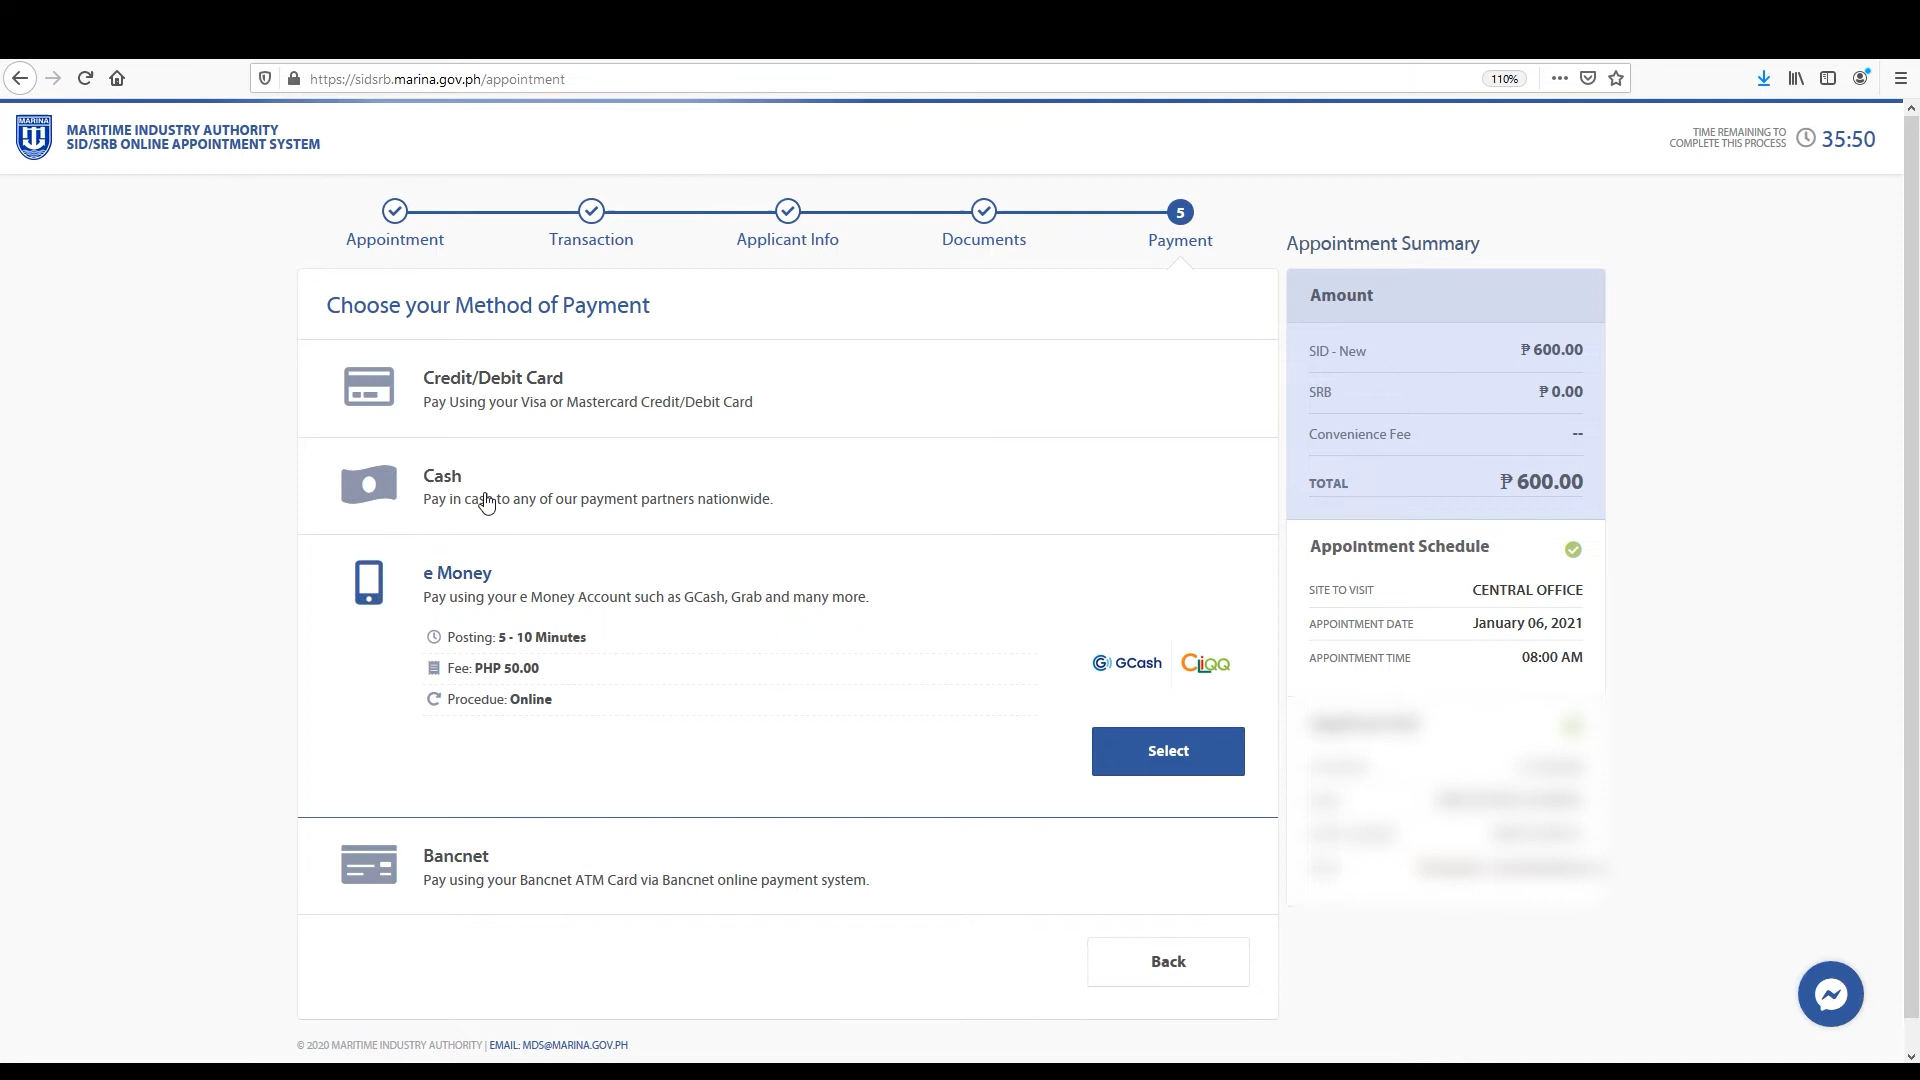 https://sidsrb.marina.gov.ph/appointment
110%
MARINA
MARITIME INDUSTRY AUTHORITY
SID/SRB ONLINE APPOINTMENT SYSTEM
TIME REMAINING TO
COMPLETE THIS PROCESS
35:50
5
Appointment
Transaction
Applicant Info
Documents
Payment
Choose your Method of Payment
Credit/Debit Card
Pay Using your Visa or Mastercard Credit/Debit Card
Cash
Pay in cash to any of our payment partners nationwide.
e Money
Pay using your e Money Account such as GCash, Grab and many more.
Posting: 5 - 10 Minutes
Fee: PHP 50.00
Procedue: Online
GCash
CLiQQ
Select
Bancnet
Pay using your Bancnet ATM Card via Bancnet online payment system.
Back
Appointment Summary
Amount
SID - New ₱ 600.00
SRB ₱ 0.00
Convenience Fee --
TOTAL ₱ 600.00
Appointment Schedule
SITE TO VISIT CENTRAL OFFICE
APPOINTMENT DATE January 06, 2021
APPOINTMENT TIME 08:00 AM
© 2020 MARITIME INDUSTRY AUTHORITY | EMAIL: MDS@MARINA.GOV.PH